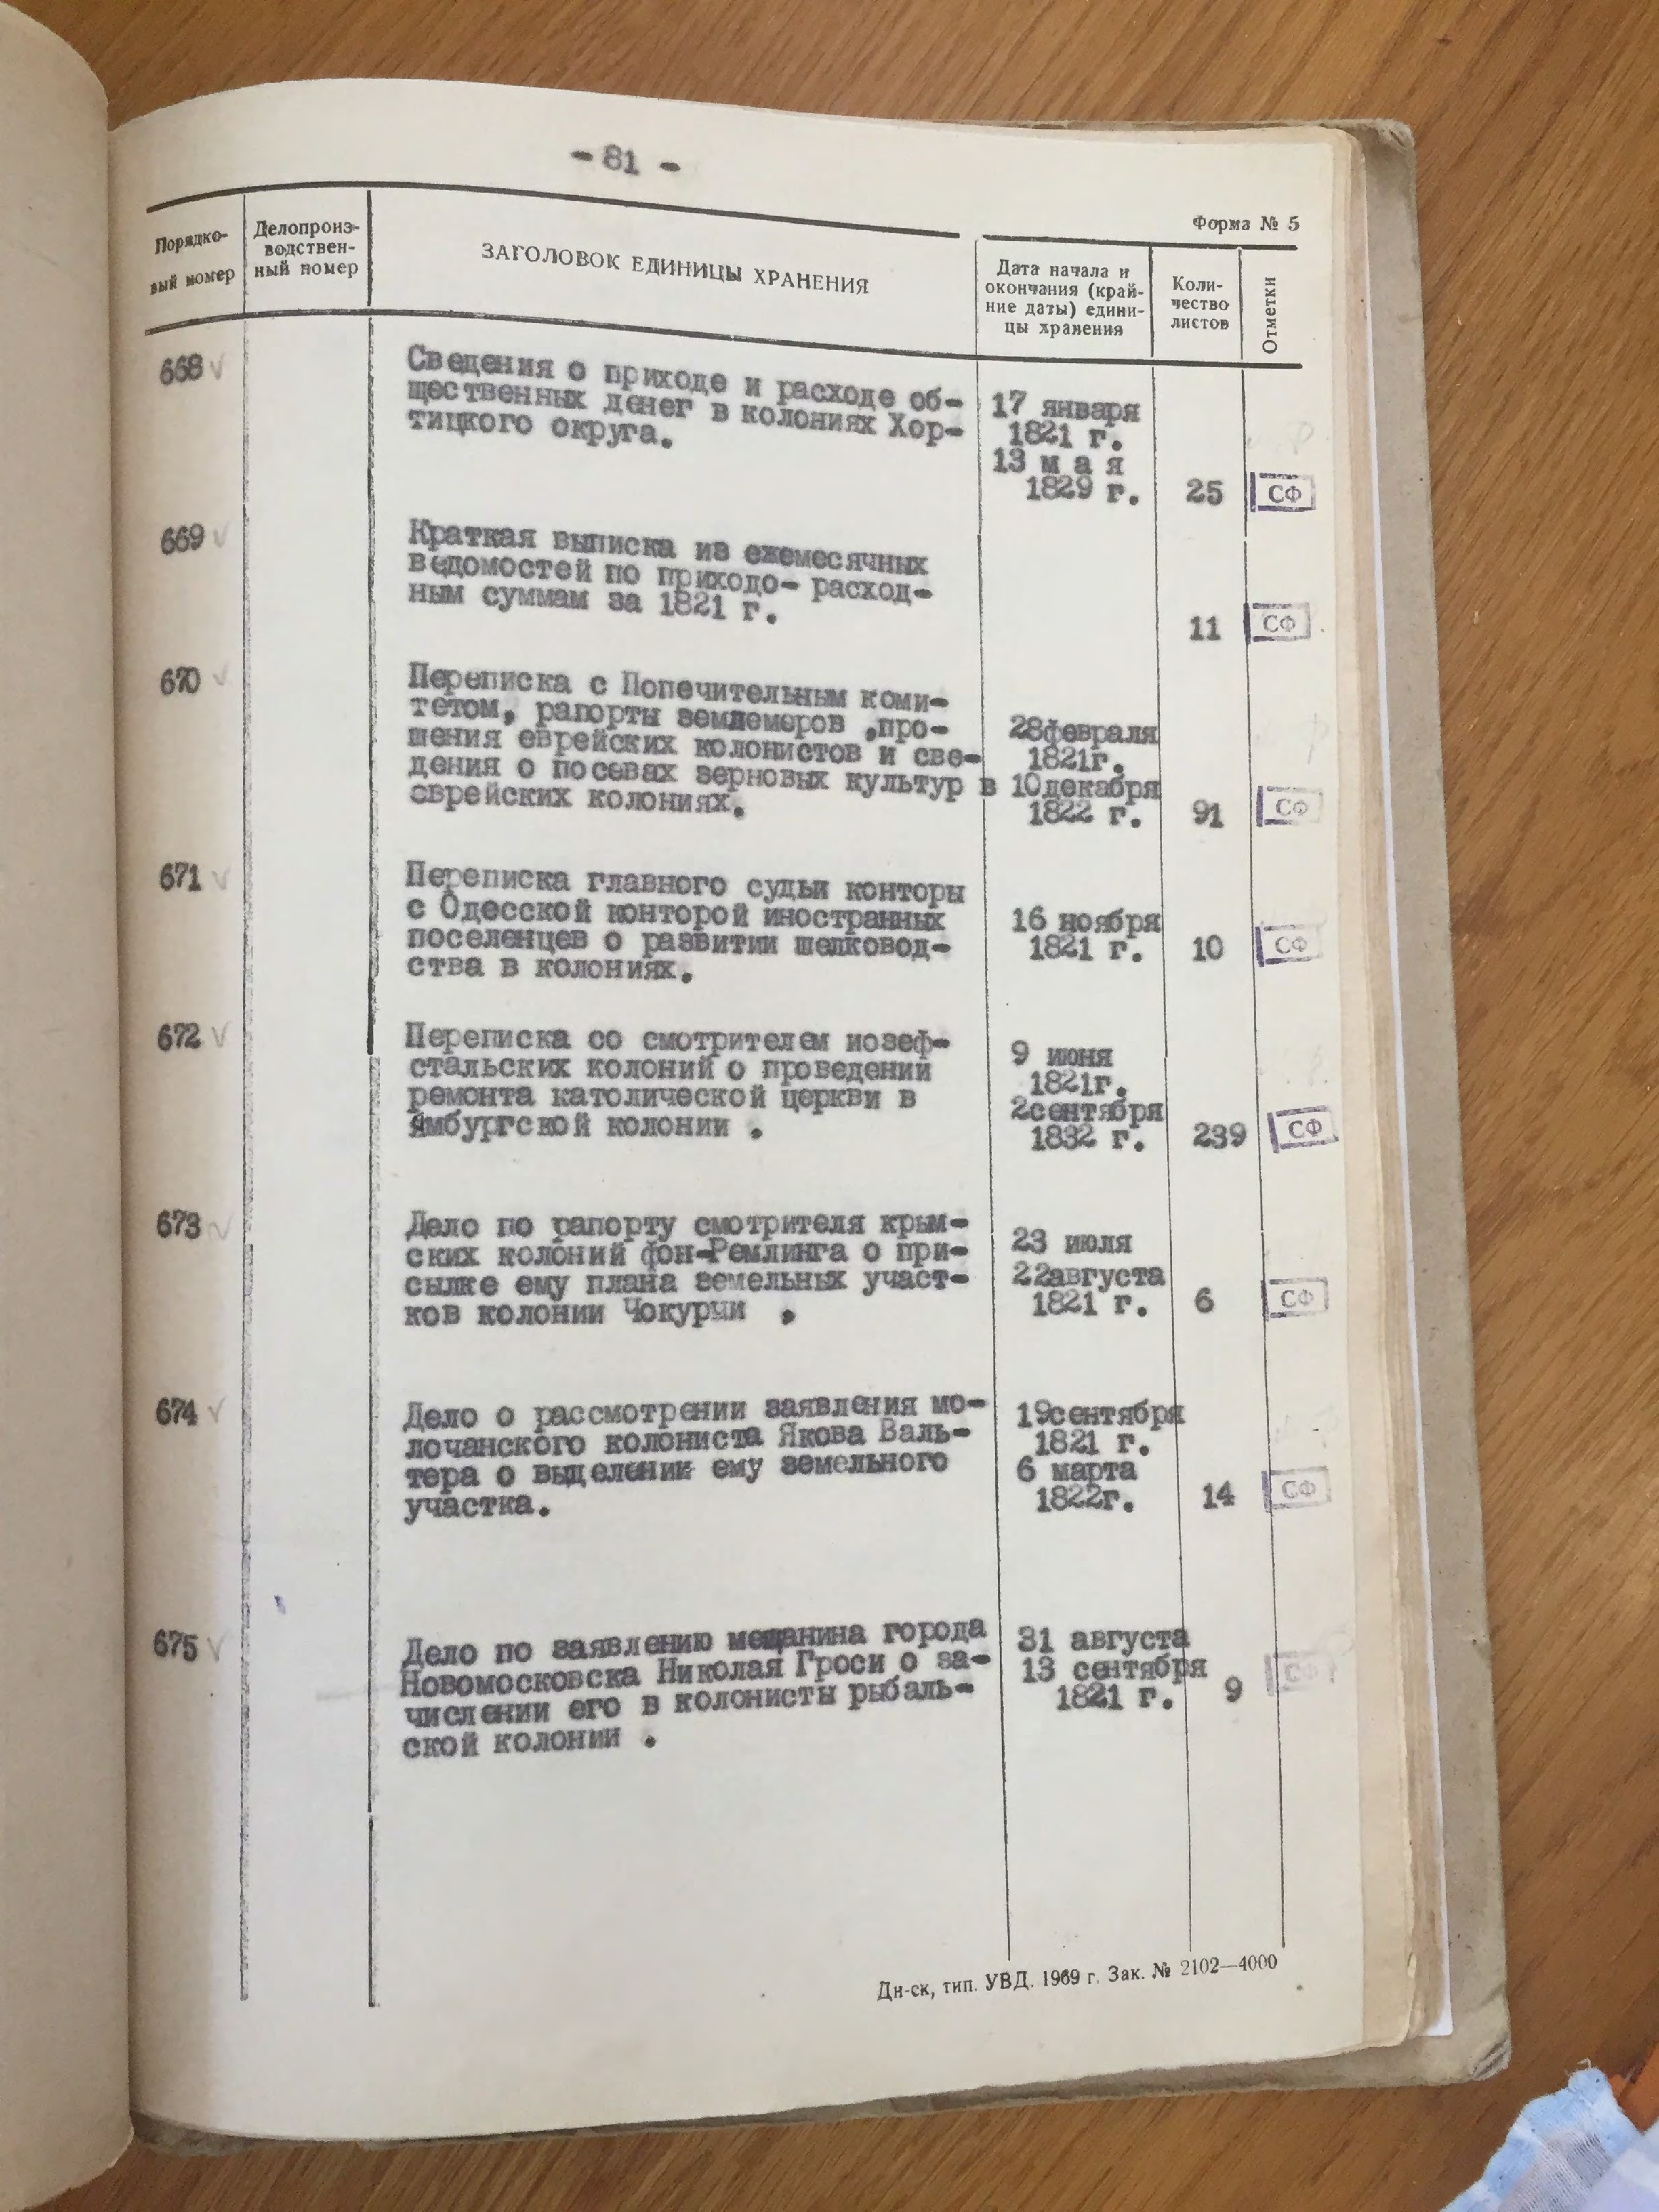 - 81 -
Форма № 5
Порядко-
вый номер
Делопроиз-
водствен-
ный номер
ЗАГОЛОВОК ЕДИНИЦЫ ХРАНЕНИЯ
Дата начала и
окончания (край-
ние даты) едини-
цы хранения
Коли-
чество
листов
Отметки
668
Сведения о приходе и расходе об-
щественных денег в колониях Хор-
тицкого округа.
17 января
1821 г.
13 м а я
1829 г.
25
СФ
669
Краткая выписка из ежемесячных
ведомостей по приходо- расход-
ным суммам за 1821 г.
11
СФ
670
Переписка с Попечительным коми-
тетом, рапорты землемеров ,про-
шения еврейских колонистов и све-
дения о посевах зерновых культур в
еврейских колониях.
28февраля
1821г.
10декабря
1822 г.
91
СФ
671
Переписка главного судьи конторы
с Одесской конторой иностранных
поселенцев о развитии шелковод-
ства в колониях.
16 ноября
1821 г.
10
СФ
672
Переписка со смотрителем иозеф-
стальских колоний о проведении
ремонта католической церкви в
Ямбургской колонии .
9 июня
1821г.
2сентября
1832 г.
239
СФ
673
Дело по рапорту смотрителя крым-
ских колоний фон-Ремлинга о при-
сылке ему плана земельных участ-
ков колонии Чокурчи .
23 июля
22августа
1821 г.
6
СФ
674
Дело о рассмотрении заявления мо-
лочанского колониста Якова Валь-
тера о выделении ему земельного
участка.
19сентября
1821 г.
6 марта
1822г.
14
СФ
675
Дело по заявлению мещанина города
Новомосковска Николая Гроси о за-
числении его в колонисты рыбаль-
ской колонии .
31 августа
13 сентября
1821 г.
9
СФ
Дн-ск, тип. УВД. 1969 г. Зак. № 2102—4000